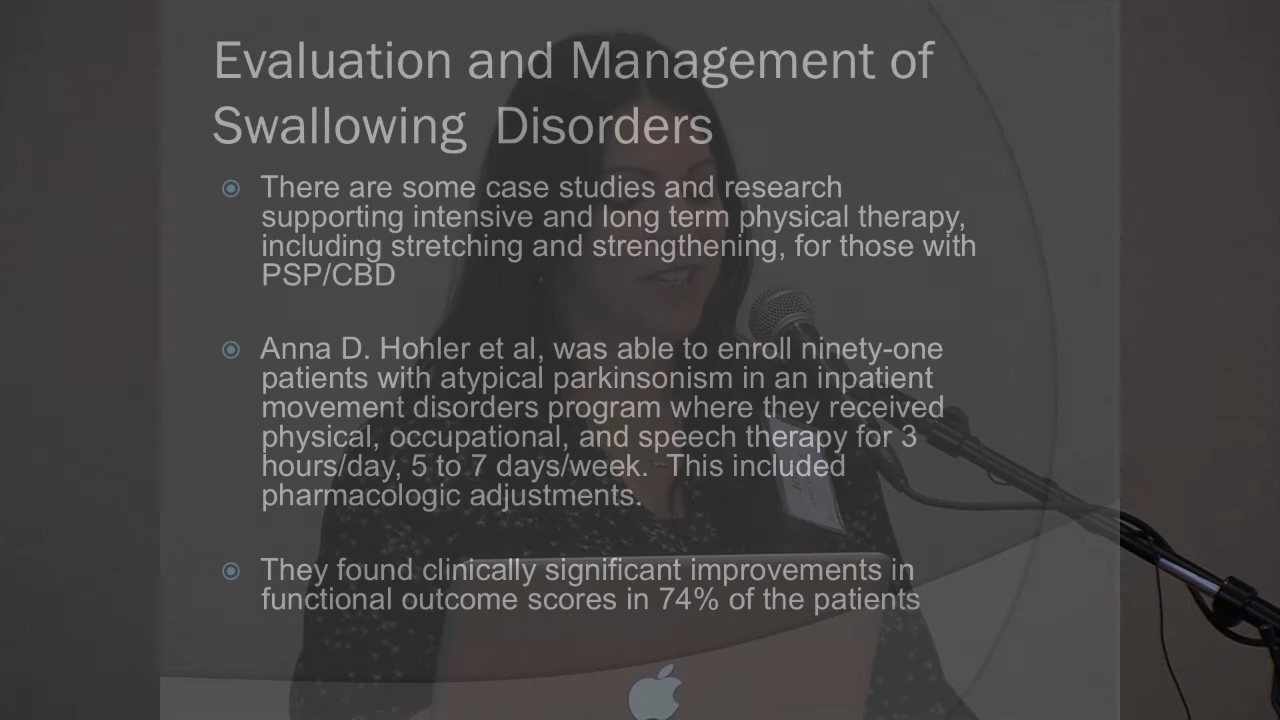 Evaluation and Management of
Swallowing Disorders
There are some case studies and research
supporting intensive and long term physical therapy,
including stretching and strengthening, for those with
PSP/CBD
Anna D. Hohler et al, was able to enroll ninety-one
patients with atypical parkinsonism in an inpatient
movement disorders program where they received
physical, occupational, and speech therapy for 3
hours/day, 5 to 7 days/week. This included
pharmacologic adjustments.
They found clinically significant improvements in
functional outcome scores in 74% of the patients